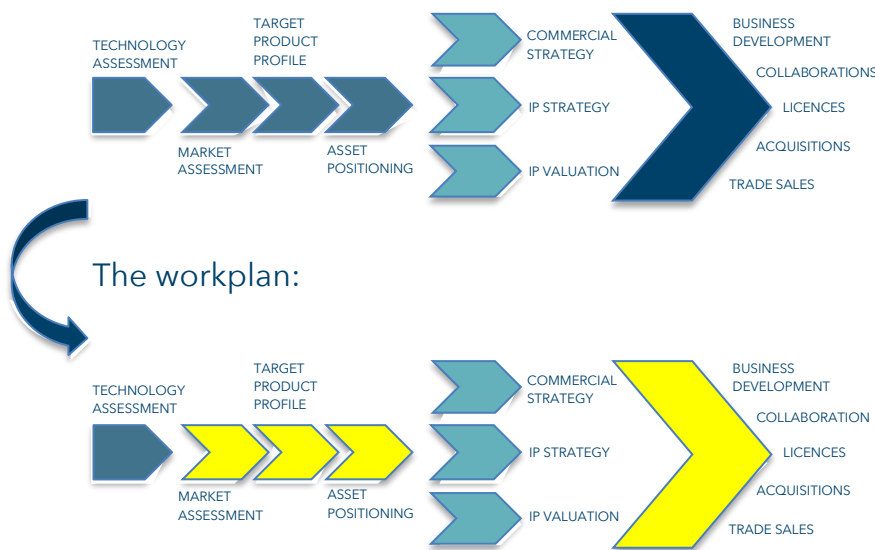 TECHNOLOGY
ASSESSMENT
MARKET
ASSESSMENT
TARGET
PRODUCT
PROFILE
ASSET
POSITIONING
COMMERCIAL
STRATEGY
IP STRATEGY
IP VALUATION
BUSINESS
DEVELOPMENT
COLLABORATIONS
LICENCES
ACQUISITIONS
TRADE SALES
The workplan:
TECHNOLOGY
ASSESSMENT
MARKET
ASSESSMENT
TARGET
PRODUCT
PROFILE
ASSET
POSITIONING
COMMERCIAL
STRATEGY
IP STRATEGY
IP VALUATION
BUSINESS
DEVELOPMENT
COLLABORATION
LICENCES
ACQUISITIONS
TRADE SALES